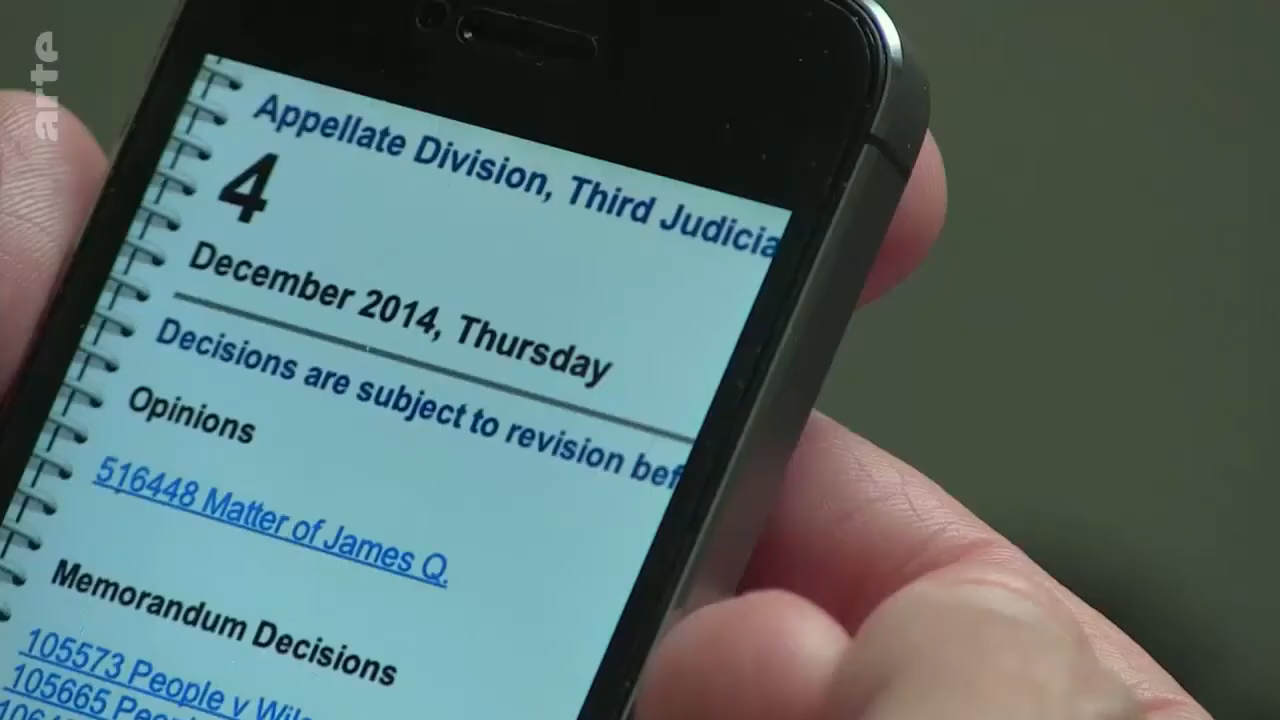 arte
Appellate Division, Third Judicia
4
December 2014, Thursday
Decisions are subject to revision bef
Opinions
516448 Matter of James Q.
Memorandum Decisions
105573 People v
105665